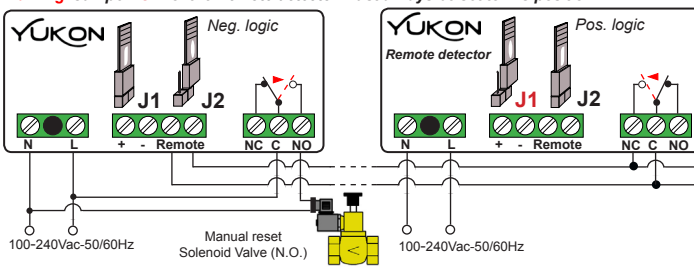 YUKON
Neg. logic
J1
J2
N
L
+ - Remote
NC C NO
100-240Vac-50/60Hz
Manual reset
Solenoid Valve (N.O.)
YUKON
Pos. logic
Remote detector
J1
J2
N
L
+ - Remote
NC C NO
100-240Vac-50/60Hz